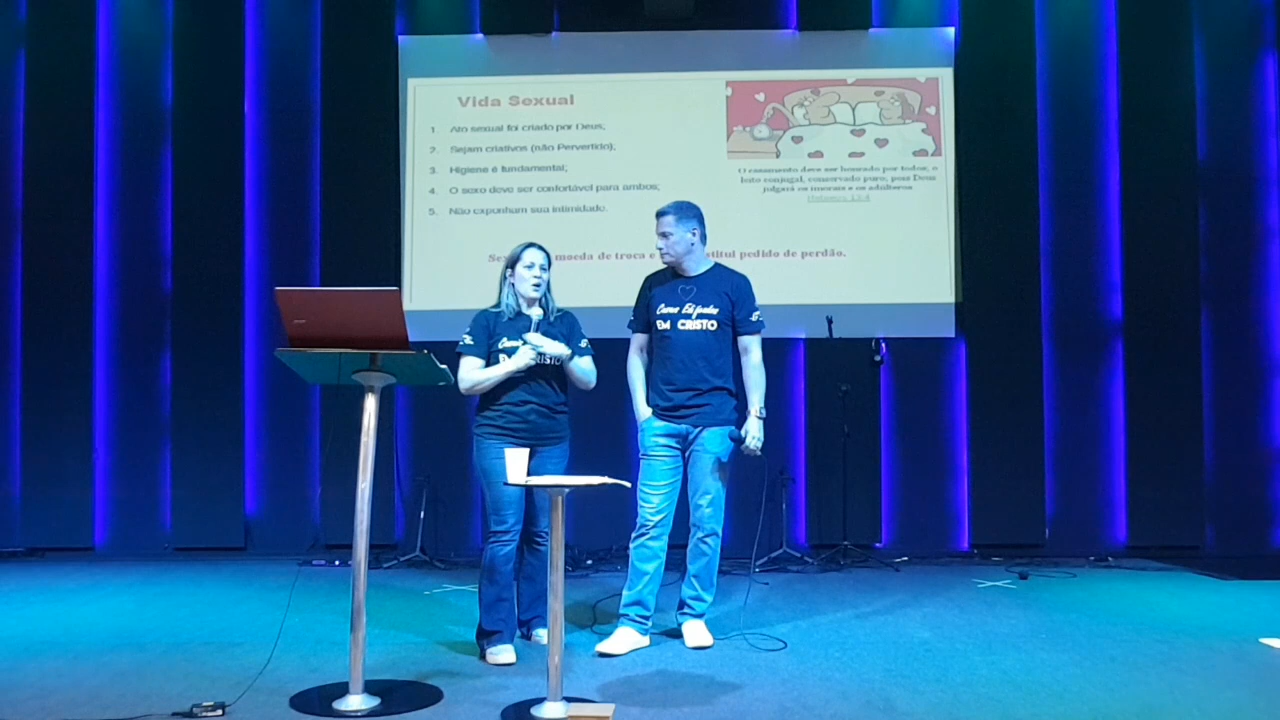 Vida Sexual
1. Ato sexual foi criado por Deus;
2. Sejam criativos (não Pervertido);
3. Higiene é fundamental;
4. O sexo deve ser confortável para ambos;
5. Não exponham sua intimidade.
O casamento deve ser honrado por todos; o
leito conjugal, conservado puro; pois Deus
julgará os imorais e os adúlteros
Hebreus 13:4
moeda de troca e pedido de perdão.
EM CRISTO